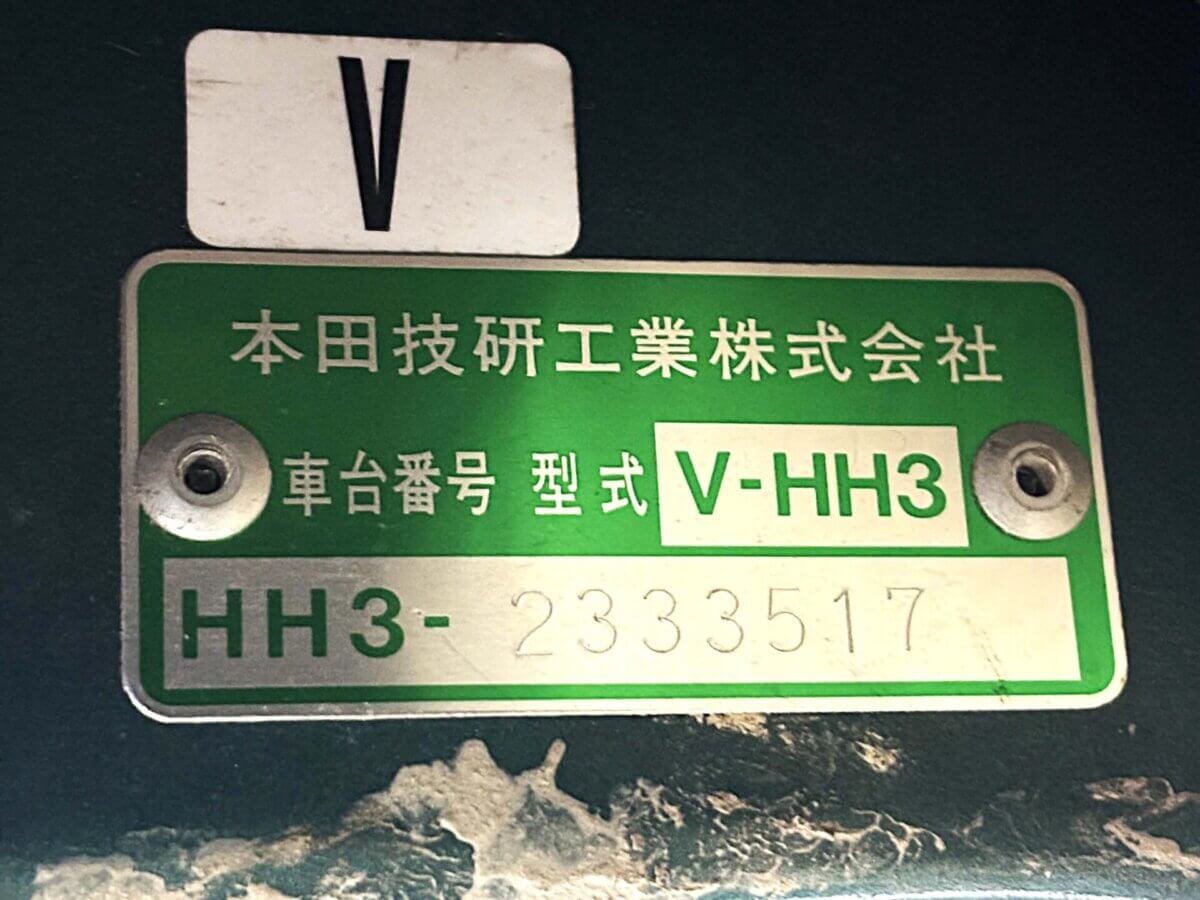 V
本田技研工業株式会社
車台番号 型式 V-HH3
HH3-2333517